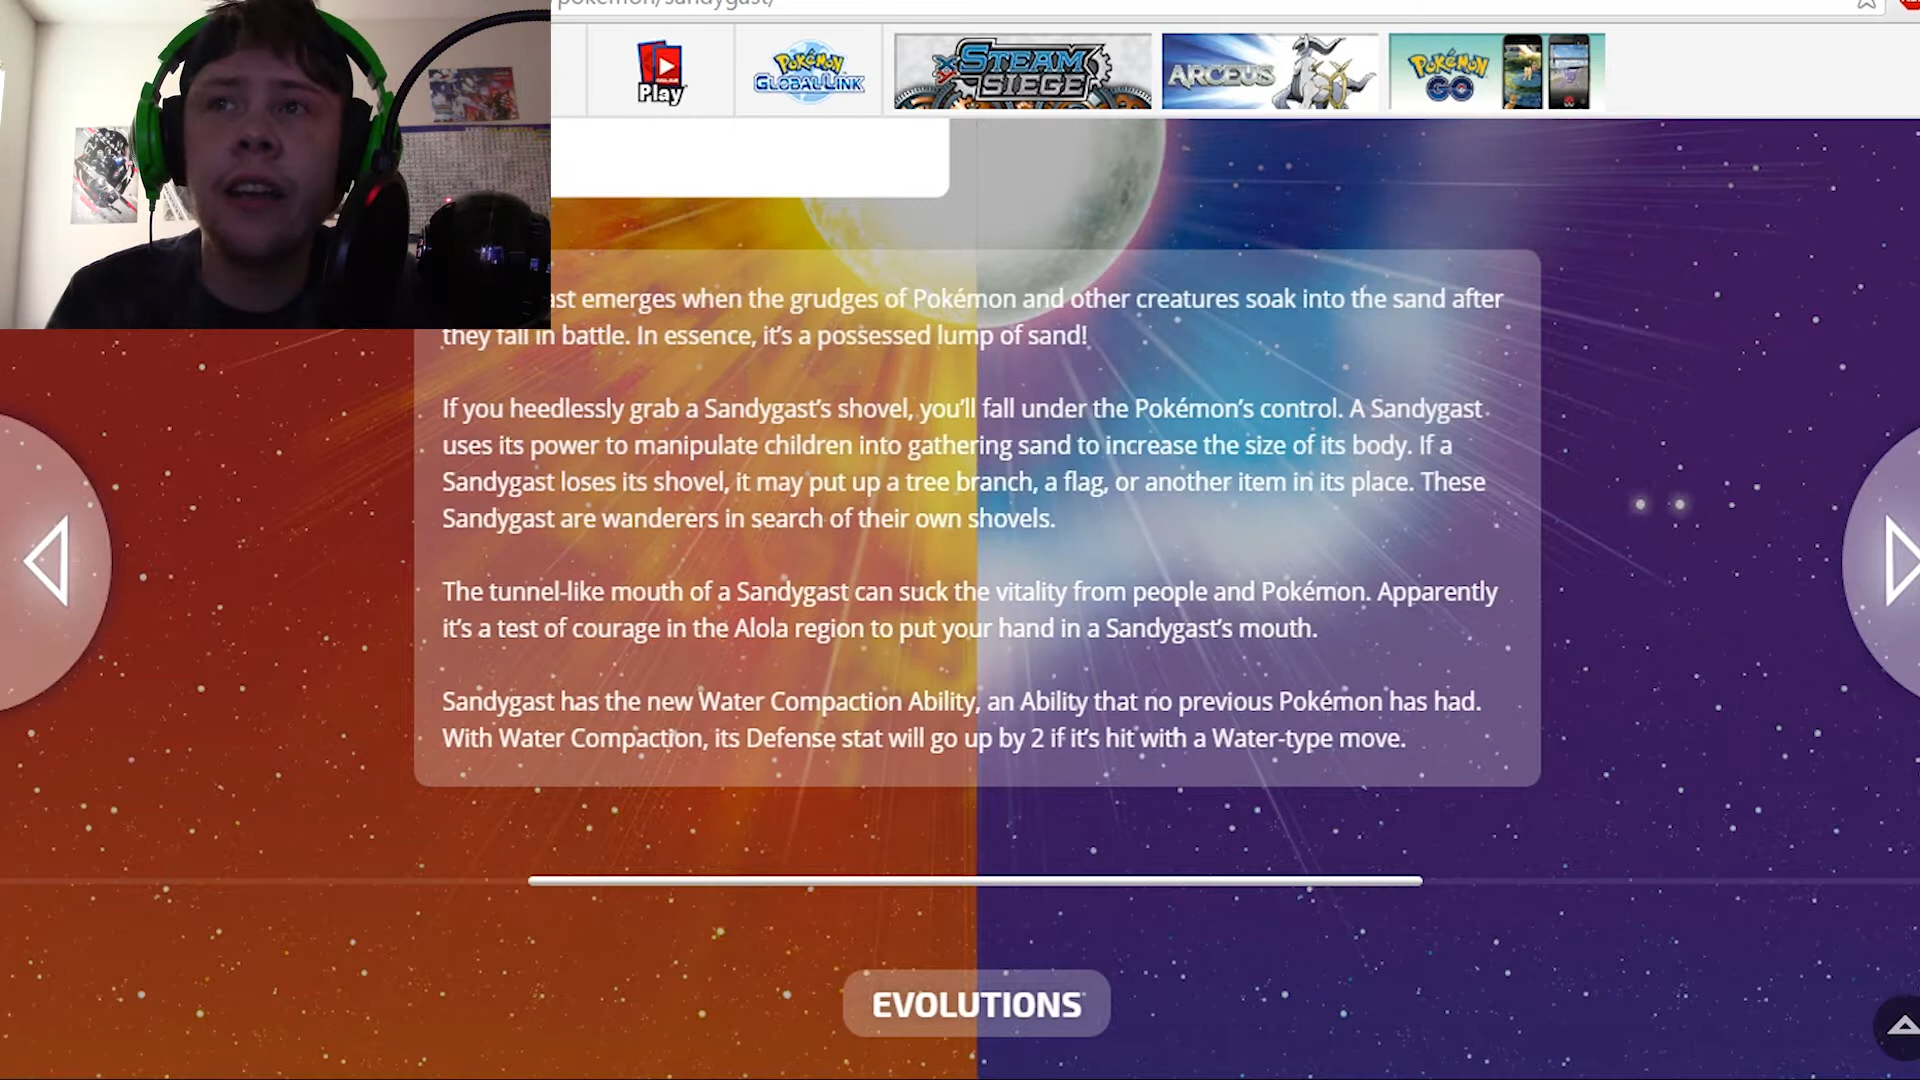 pokemon/sandygast/
Play
POKÉMON
GLOBAL LINK
STEAM
SIEGE
ARCEUS
POKÉMON
GO
ast emerges when the grudges of Pokémon and other creatures soak into the sand after
they fall in battle. In essence, it's a possessed lump of sand!
If you heedlessly grab a Sandygast's shovel, you'll fall under the Pokémon's control. A Sandygast
uses its power to manipulate children into gathering sand to increase the size of its body. If a
Sandygast loses its shovel, it may put up a tree branch, a flag, or another item in its place. These
Sandygast are wanderers in search of their own shovels.
The tunnel-like mouth of a Sandygast can suck the vitality from people and Pokémon. Apparently
it's a test of courage in the Alola region to put your hand in a Sandygast's mouth.
Sandygast has the new Water Compaction Ability, an Ability that no previous Pokémon has had.
With Water Compaction, its Defense stat will go up by 2 if it's hit with a Water-type move.
EVOLUTIONS